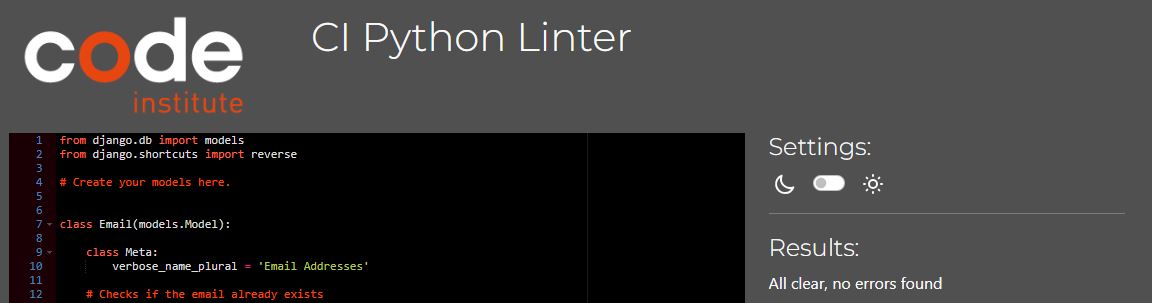 code
institute
CI Python Linter
1 from django.db import models
2 from django.shortcuts import reverse
3
4 # Create your models here.
5
6
7 class Email(models.Model):
8
9     class Meta:
10         verbose_name_plural = 'Email Addresses'
11
12     # Checks if the email already exists
Settings:
Results:
All clear, no errors found